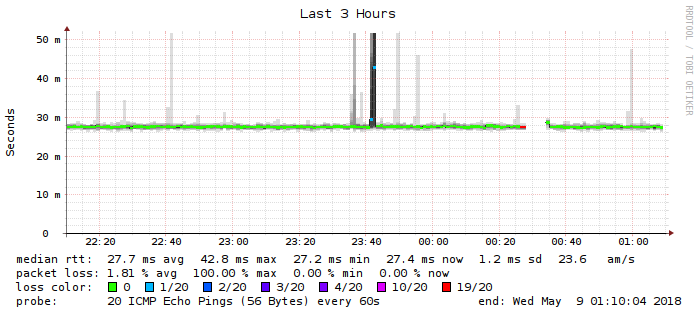 Last 3 Hours
RRDTOOL / TOBI OETIKER
Seconds
50 m
40 m
30 m
20 m
10 m
0
22:20 22:40 23:00 23:20 23:40 00:00 00:20 00:40 01:00
median rtt: 27.7 ms avg 42.8 ms max 27.2 ms min 27.4 ms now 1.2 ms sd 23.6 am/s
packet loss: 1.81 % avg 100.00 % max 0.00 % min 0.00 % now
loss color: 0 1/20 2/20 3/20 4/20 10/20 19/20
probe: 20 ICMP Echo Pings (56 Bytes) every 60s end: Wed May 9 01:10:04 2018